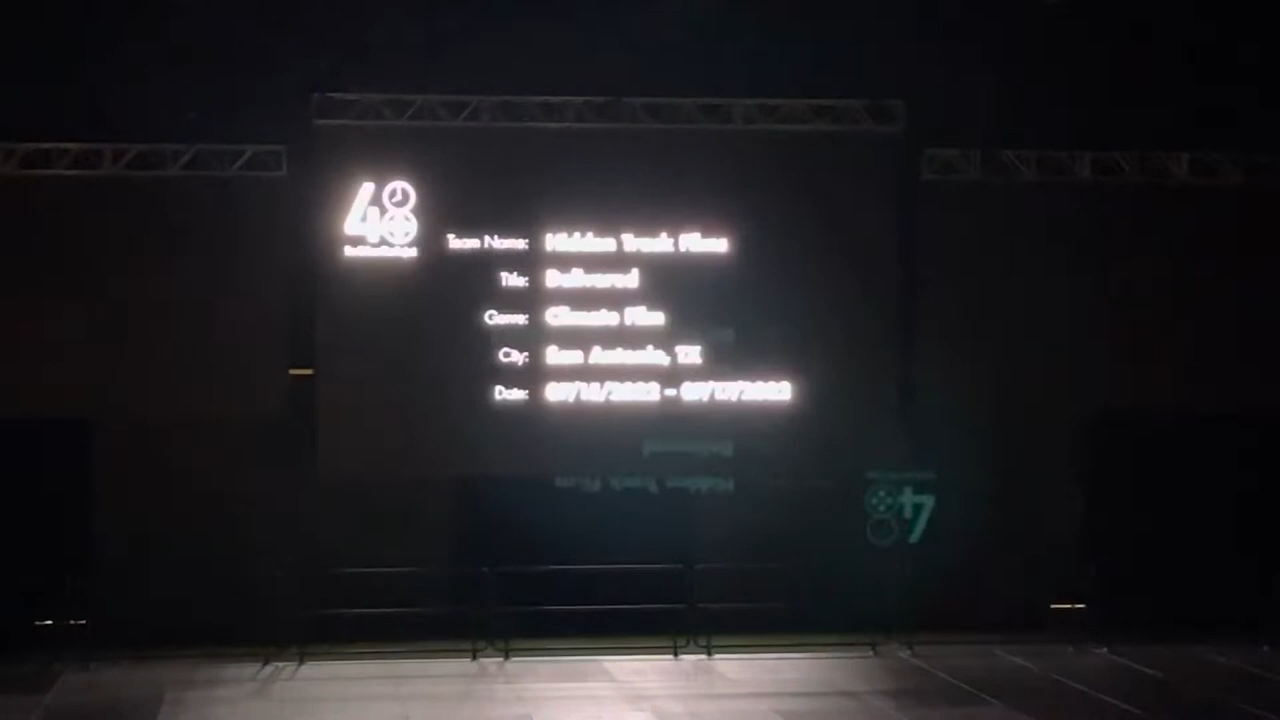 48
Team Name: Hidden Track Films
Title: Delivered
Genre: Climate Film
City: San Antonio, TX
Date: